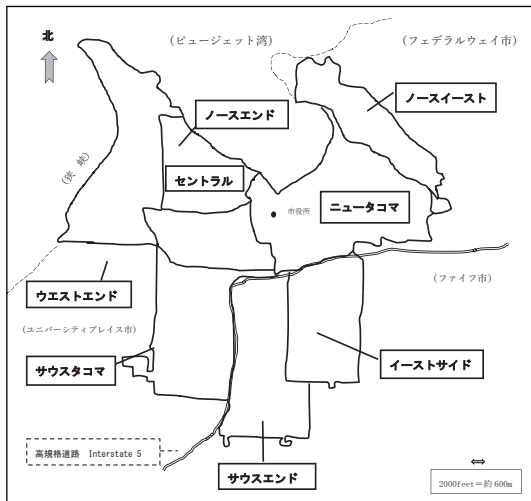 北
(ピュージェット湾)
(フェデラルウェイ市)
ノースイースト
ノースエンド
(狭 峡)
セントラル
ニュータコマ
市役所
(ファイフ市)
ウエストエンド
(ユニバーシティプレイス市)
サウスタコマ
イーストサイド
高規格道路 Interstate 5
サウスエンド
2000feet=約 600m